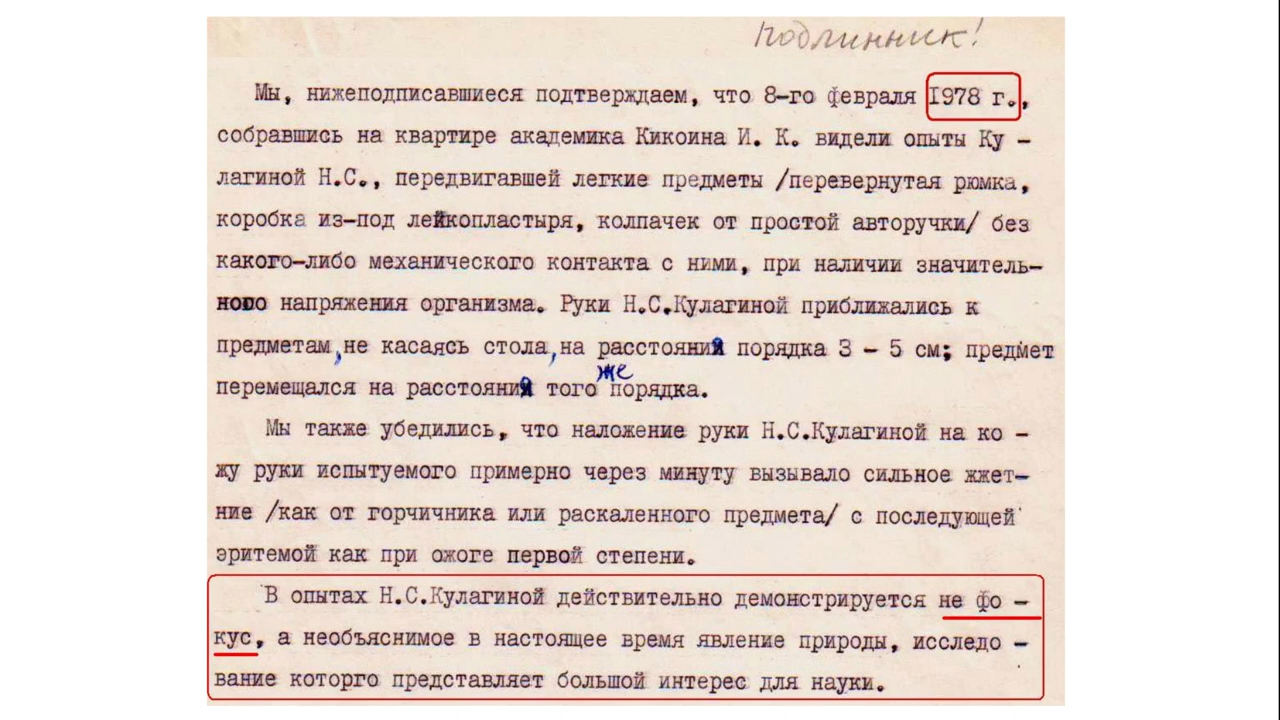 Подлинник!
Мы, нижеподписавшиеся подтверждаем, что 8-го февраля 1978 г.,
собравшись на квартире академика Кикоина И. К. видели опыты Ку -
лагиной Н.С., передвигавшей легкие предметы /перевернутая рюмка,
коробка из-под лейкопластыря, колпачек от простой авторучки/ без
какого-либо механического контакта с ними, при наличии значитель-
ного напряжения организма. Руки Н.С.Кулагиной приближались к
предметам, не касаясь стола, на расстоянии порядка 3 - 5 см; предмет
перемещался на расстоянии того же порядка.
Мы также убедились, что наложение руки Н.С.Кулагиной на ко -
жу руки испытуемого примерно через минуту вызывало сильное жжет-
ние /как от горчичника или раскаленного предмета/ с последующей
эритемой как при ожоге первой степени.
В опытах Н.С.Кулагиной действительно демонстрируется не фо -
кус, а необъяснимое в настоящее время явление природы, исследо -
вание которго представляет большой интерес для науки.